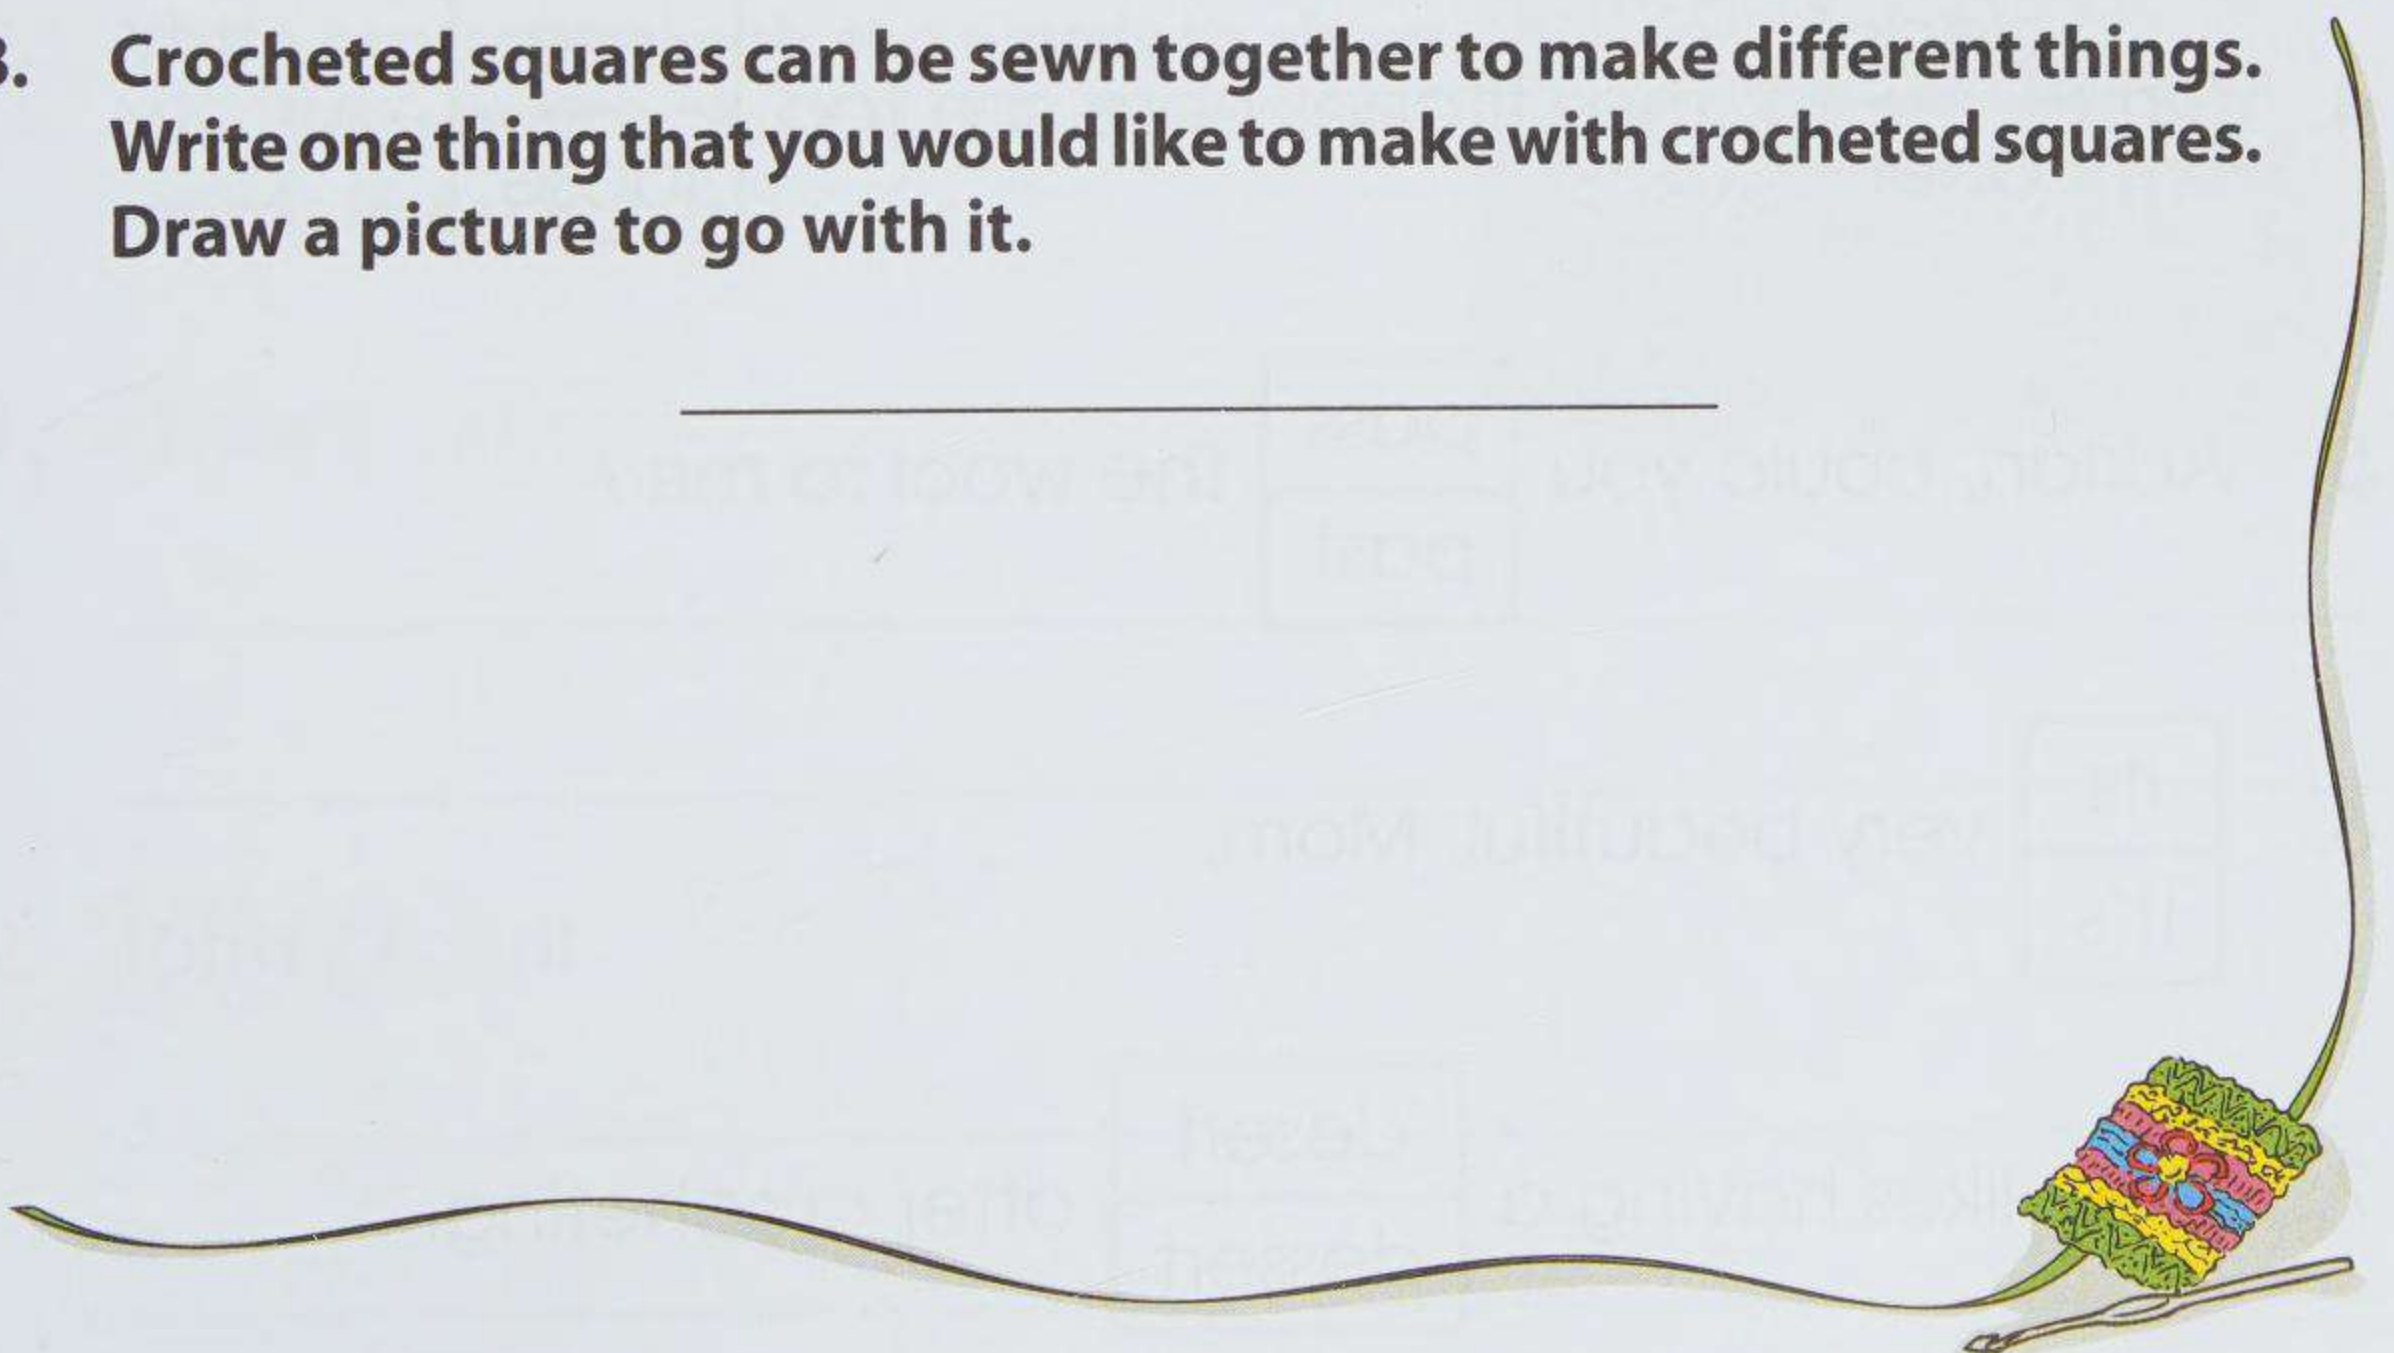 3. Crocheted squares can be sewn together to make different things.
Write one thing that you would like to make with crocheted squares.
Draw a picture to go with it.